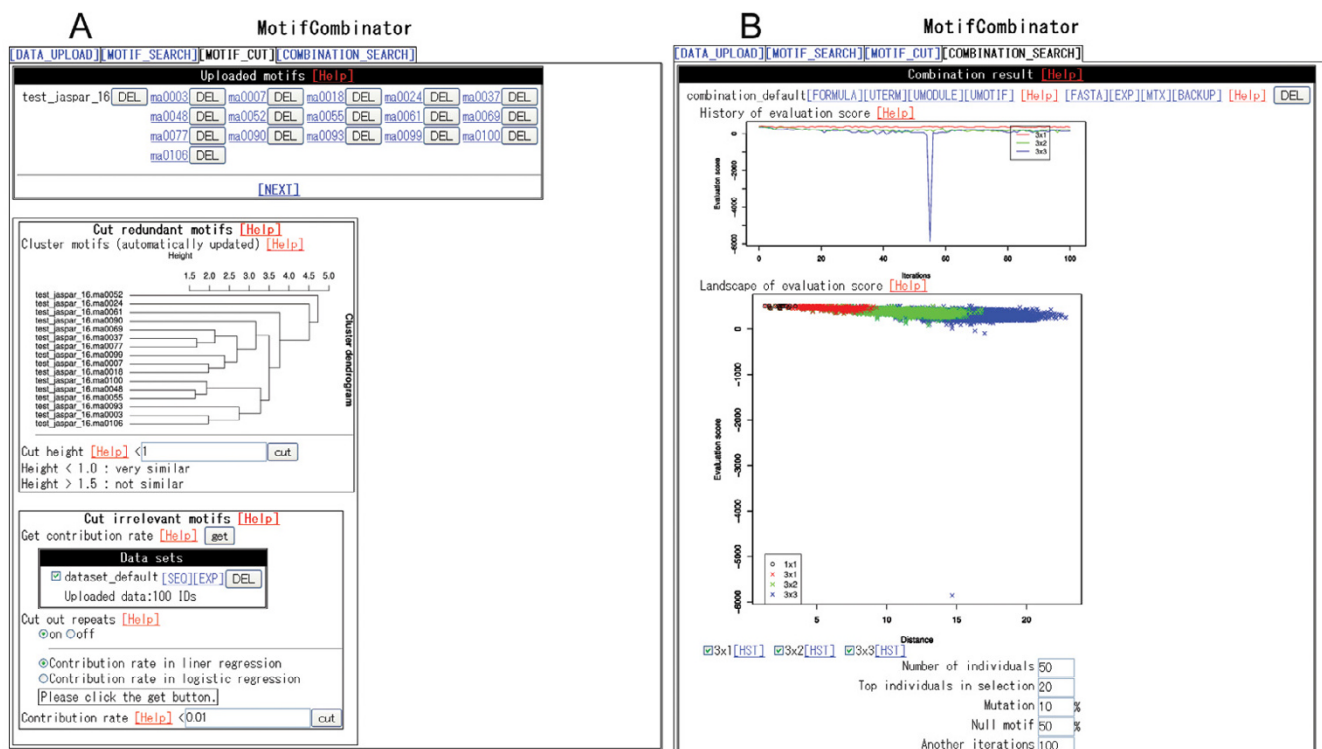 A
MotifCombinator
[DATA_UPLOAD][MOTIF_SEARCH][MOTIF_CUT][COMBINATION_SEARCH]
Uploaded motifs [Help]
test_jaspar_16 DEL ma0003 DEL ma0007 DEL ma0018 DEL ma0024 DEL ma0037 DEL
ma0048 DEL ma0052 DEL ma0055 DEL ma0061 DEL ma0069 DEL
ma0077 DEL ma0090 DEL ma0093 DEL ma0099 DEL ma0100 DEL
ma0106 DEL
[NEXT]
Cut redundant motifs [Help]
Cluster motifs (automatically updated) [Help]
Height
1.5 2.0 2.5 3.0 3.5 4.0 4.5 5.0
test_jaspar_16.ma0052
test_jaspar_16.ma0024
test_jaspar_16.ma0061
test_jaspar_16.ma0090
test_jaspar_16.ma0069
test_jaspar_16.ma0037
test_jaspar_16.ma0077
test_jaspar_16.ma0099
test_jaspar_16.ma0007
test_jaspar_16.ma0018
test_jaspar_16.ma0100
test_jaspar_16.ma0048
test_jaspar_16.ma0055
test_jaspar_16.ma0093
test_jaspar_16.ma0003
test_jaspar_16.ma0106
Cluster dendrogram
Cut height [Help] <1 cut
Height < 1.0 : very similar
Height > 1.5 : not similar
Cut irrelevant motifs [Help]
Get contribution rate [Help] get
Data sets
dataset_default [SEQ][EXP] DEL
Uploaded data:100 IDs
Cut out repeats [Help]
on off
Contribution rate in liner regression
Contribution rate in logistic regression
Please click the get button.
Contribution rate [Help] <0.01 cut
B
MotifCombinator
[DATA_UPLOAD][MOTIF_SEARCH][MOTIF_CUT][COMBINATION_SEARCH]
Combination result [Help]
combination_default[FORMULA][UTERM][UMODULE][UMOTIF] [Help] [FASTA][EXP][MTX][BACKUP] [Help] DEL
History of evaluation score [Help]
Evaluation score
0
-2000
-4000
-6000
3x1
3x2
3x3
0 20 40 60 80 100
Iterations
Landscape of evaluation score [Help]
Evaluation score
0
-1000
-2000
-3000
-4000
-5000
-6000
1x1
3x1
3x2
3x3
5 10 15 20
Distance
3x1[HST] 3x2[HST] 3x3[HST]
Number of individuals 50
Top individuals in selection 20
Mutation 10 %
Null motif 50 %
Another iterations 100